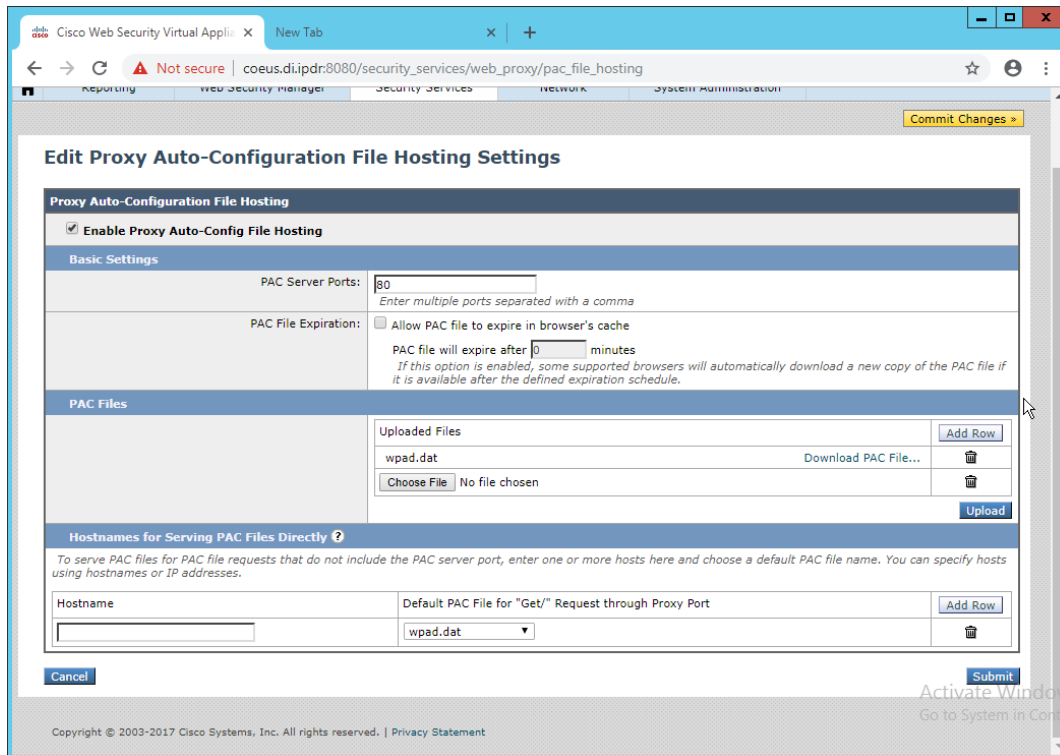 Cisco Web Security Virtual Applia
New Tab
Not secure | coeus.di.ipdr:8080/security_services/web_proxy/pac_file_hosting
Reporting Web Security Manager Security Services Network System Administration
Commit Changes »
Edit Proxy Auto-Configuration File Hosting Settings
Proxy Auto-Configuration File Hosting
Enable Proxy Auto-Config File Hosting
Basic Settings
PAC Server Ports: 80
Enter multiple ports separated with a comma
PAC File Expiration: Allow PAC file to expire in browser's cache
PAC file will expire after 0 minutes
If this option is enabled, some supported browsers will automatically download a new copy of the PAC file if
it is available after the defined expiration schedule.
PAC Files
Uploaded Files Add Row
wpad.dat Download PAC File...
Choose File No file chosen
Upload
Hostnames for Serving PAC Files Directly ?
To serve PAC files for PAC file requests that do not include the PAC server port, enter one or more hosts here and choose a default PAC file name. You can specify hosts
using hostnames or IP addresses.
Hostname Default PAC File for "Get/" Request through Proxy Port Add Row
wpad.dat
Cancel Submit
Activate Windo
Go to System in Cont
Copyright © 2003-2017 Cisco Systems, Inc. All rights reserved. | Privacy Statement